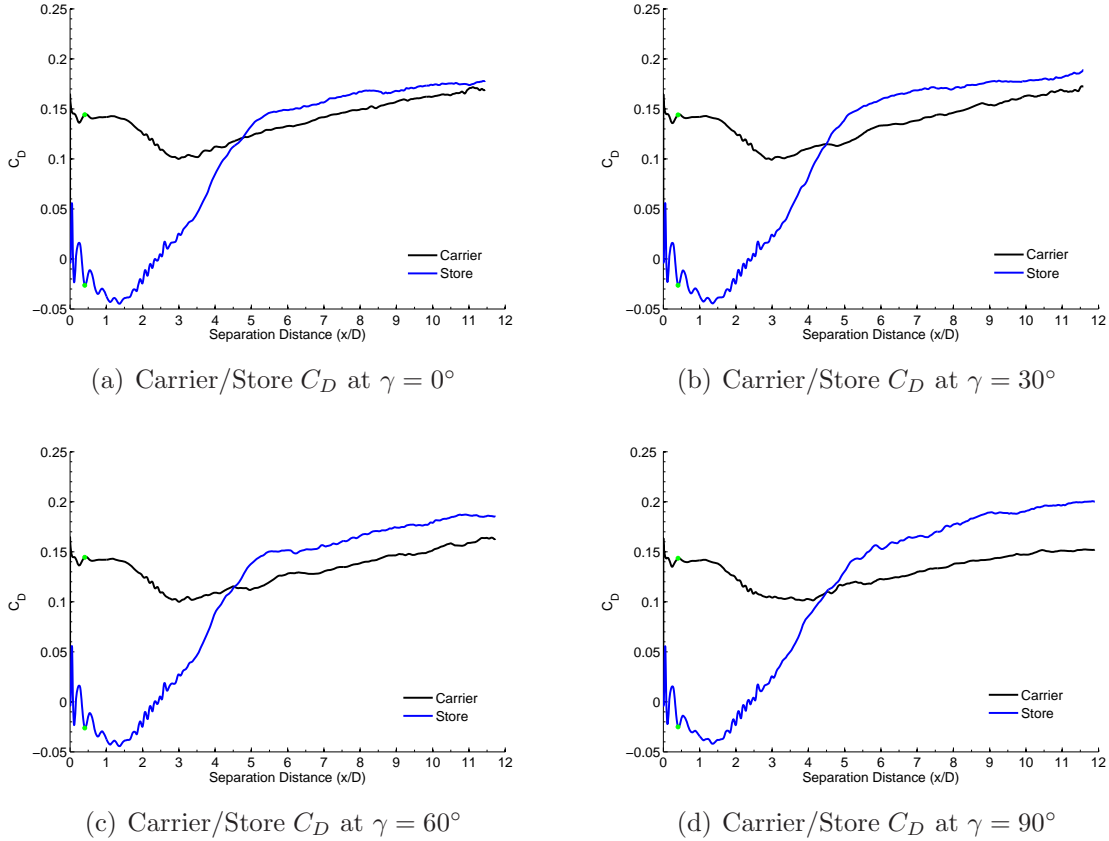 0.25
0.2
0.15
0.1
0.05
0
−0.05
C_D
Carrier
Store
0 1 2 3 4 5 6 7 8 9 10 11 12
Separation Distance (x/D)
(a) Carrier/Store C_D at γ = 0°
0.25
0.2
0.15
0.1
0.05
0
−0.05
C_D
Carrier
Store
0 1 2 3 4 5 6 7 8 9 10 11 12
Separation Distance (x/D)
(b) Carrier/Store C_D at γ = 30°
0.25
0.2
0.15
0.1
0.05
0
−0.05
C_D
Carrier
Store
0 1 2 3 4 5 6 7 8 9 10 11 12
Separation Distance (x/D)
(c) Carrier/Store C_D at γ = 60°
0.25
0.2
0.15
0.1
0.05
0
−0.05
C_D
Carrier
Store
0 1 2 3 4 5 6 7 8 9 10 11 12
Separation Distance (x/D)
(d) Carrier/Store C_D at γ = 90°